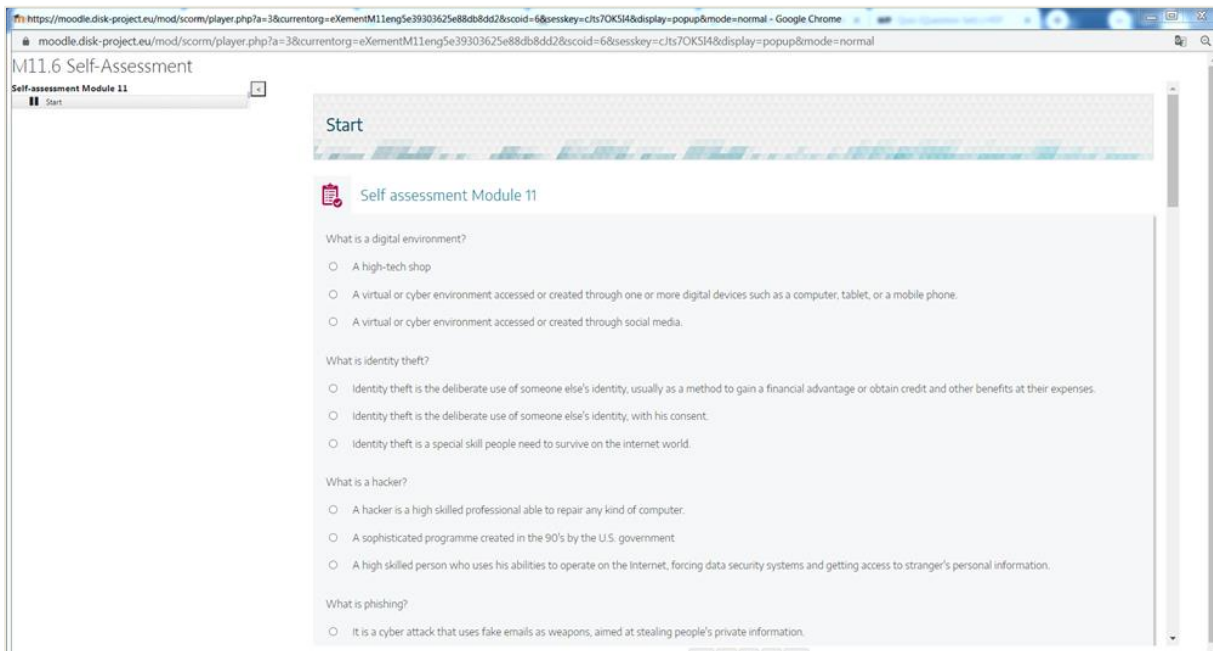 https://moodle.disk-project.eu/mod/scorm/player.php?a=3&currentorg=eXementM11eng5e39303625e88db8dd2&scoid=6&sesskey=cJts7OK5I4&display=popup&mode=normal - Google Chrome
moodle.disk-project.eu/mod/scorm/player.php?a=3&currentorg=eXementM11eng5e39303625e88db8dd2&scoid=6&sesskey=cJts7OK5I4&display=popup&mode=normal
M11.6 Self-Assessment
Self-assessment Module 11
Start
Start
Self assessment Module 11
What is a digital environment?
A high-tech shop
A virtual or cyber environment accessed or created through one or more digital devices such as a computer, tablet, or a mobile phone.
A virtual or cyber environment accessed or created through social media.
What is identity theft?
Identity theft is the deliberate use of someone else's identity, usually as a method to gain a financial advantage or obtain credit and other benefits at their expenses.
Identity theft is the deliberate use of someone else's identity, with his consent.
Identity theft is a special skill people need to survive on the internet world.
What is a hacker?
A hacker is a high skilled professional able to repair any kind of computer.
A sophisticated programme created in the 90's by the U.S. government
A high skilled person who uses his abilities to operate on the Internet, forcing data security systems and getting access to stranger's personal information.
What is phishing?
It is a cyber attack that uses fake emails as weapons, aimed at stealing people's private information.